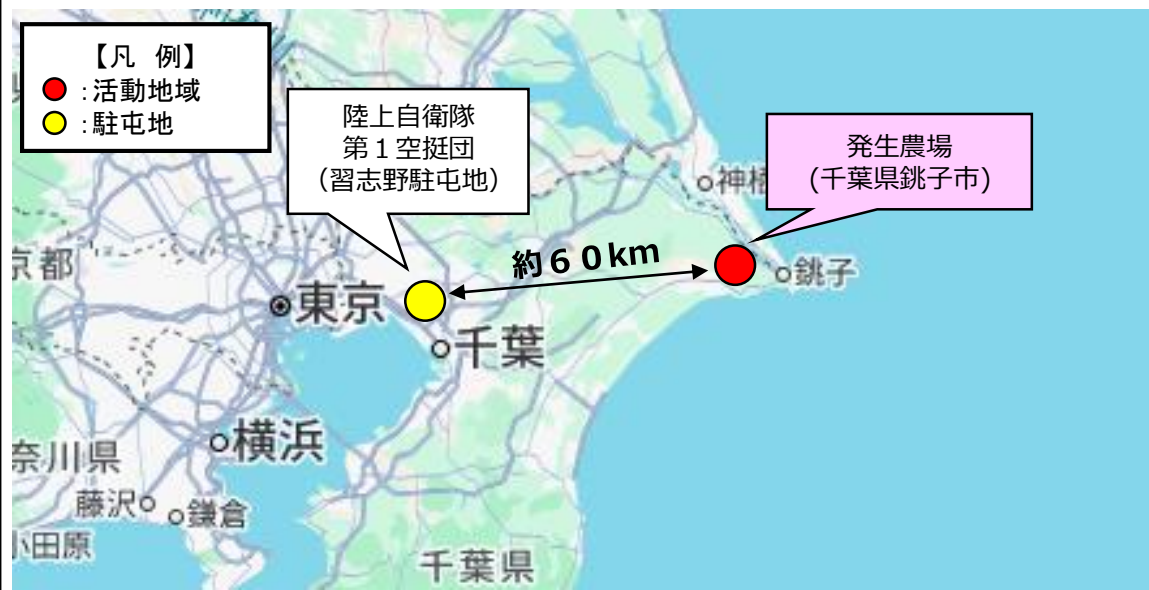 【凡 例】
:活動地域
:駐屯地
陸上自衛隊
第1空挺団
(習志野駐屯地)
発生農場
(千葉県銚子市)
約60km
神栖
銚子
京都
東京
千葉
横浜
奈川県
藤沢
鎌倉
小田原
千葉県